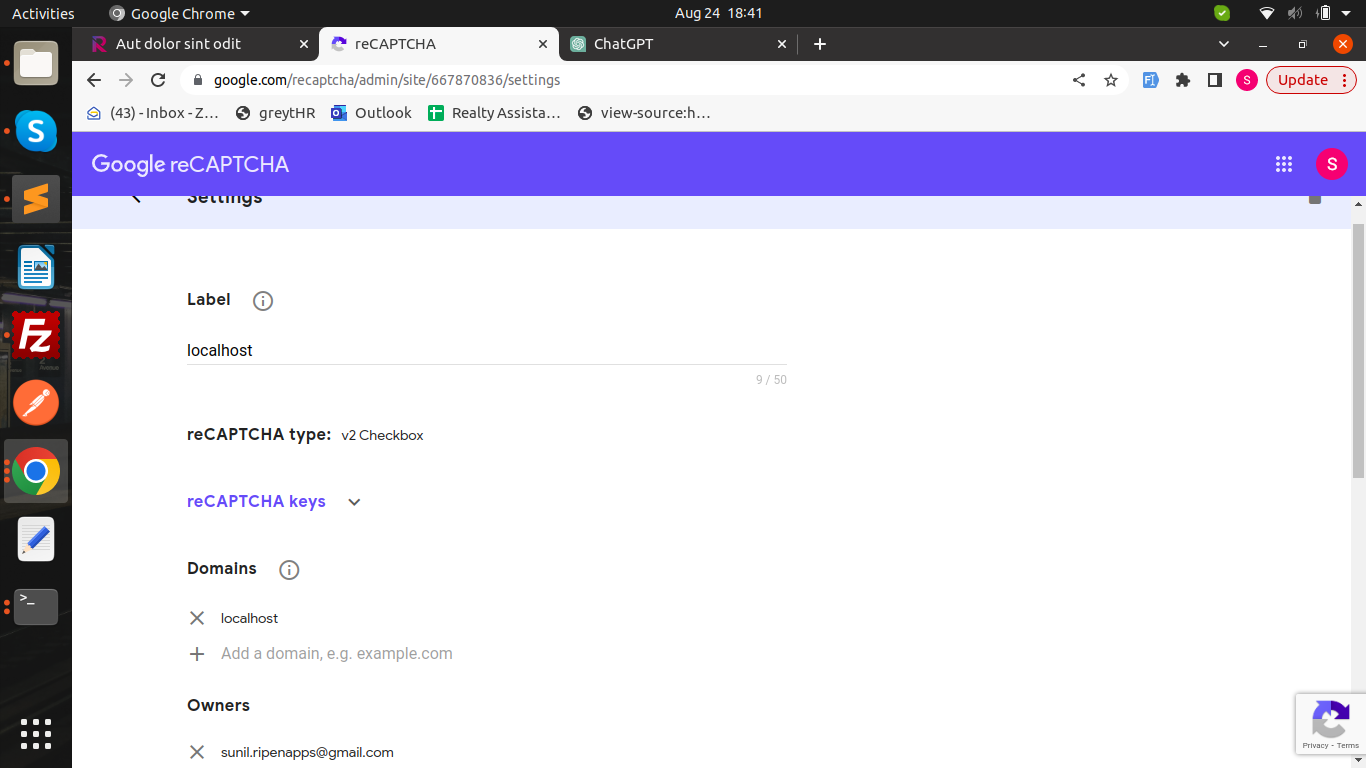 Activities Google Chrome Aug 24 18:41
Aut dolor sint odit reCAPTCHA ChatGPT
google.com/recaptcha/admin/site/667870836/settings S Update
(43) - Inbox - Z... greytHR Outlook Realty Assista... view-source:h...
Google reCAPTCHA S
Settings
Label
localhost
9 / 50
reCAPTCHA type: v2 Checkbox
reCAPTCHA keys
Domains
localhost
Add a domain, e.g. example.com
Owners
sunil.ripenapps@gmail.com
Privacy - Terms